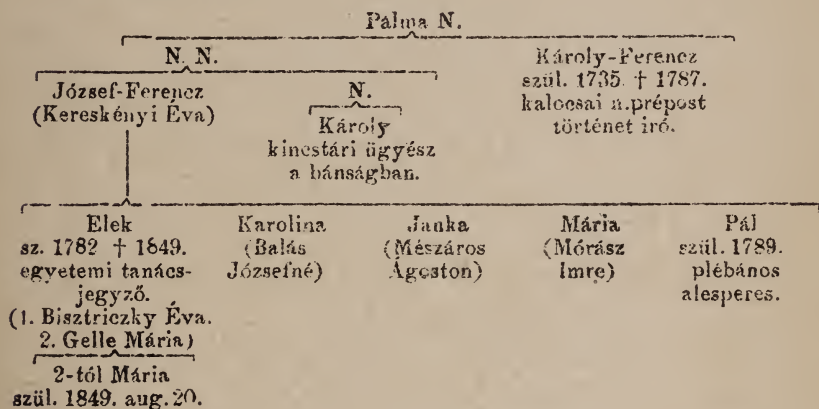 Pálma N.
N. N.
Károly-Ferencz
szül. 1735. † 1787.
kalocsai n.prépost
történet iró.
József-Ferencz
(Kereskényi Éva)
N.
Károly
kincstári ügyész
a bánságban.
Elek
sz. 1782 † 1849.
egyetemi tanács-
jegyző.
(1. Bisztriczky Éva.
2. Gelle Mária)
2-tól Mária
szül. 1849. aug. 20.
Karolina
(Balás
Józsefné)
Janka
(Mészáros
Ágoston)
Mária
(Mórász
Imre)
Pál
szül. 1789.
plébános
alesperes.